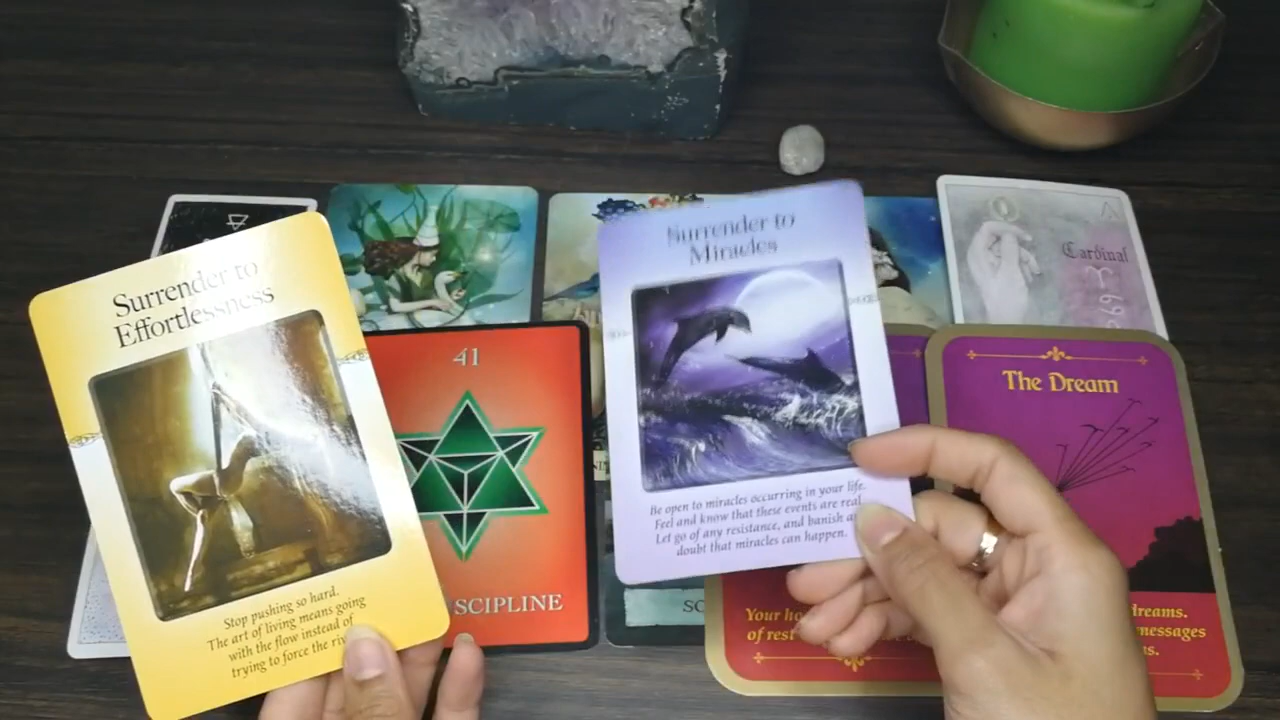 Surrender to
Effortlessness
Stop pushing so hard.
The art of living means going
with the flow instead of
trying to force the
41
SCIPLINE
Surrender to
Miracles
Be open to miracles occurring in your life.
Feel and know that these events are real.
Let go of any resistance, and banish
doubt that miracles can happen.
SC
Cardinal
The Dream
Your
of rest
dreams.
messages